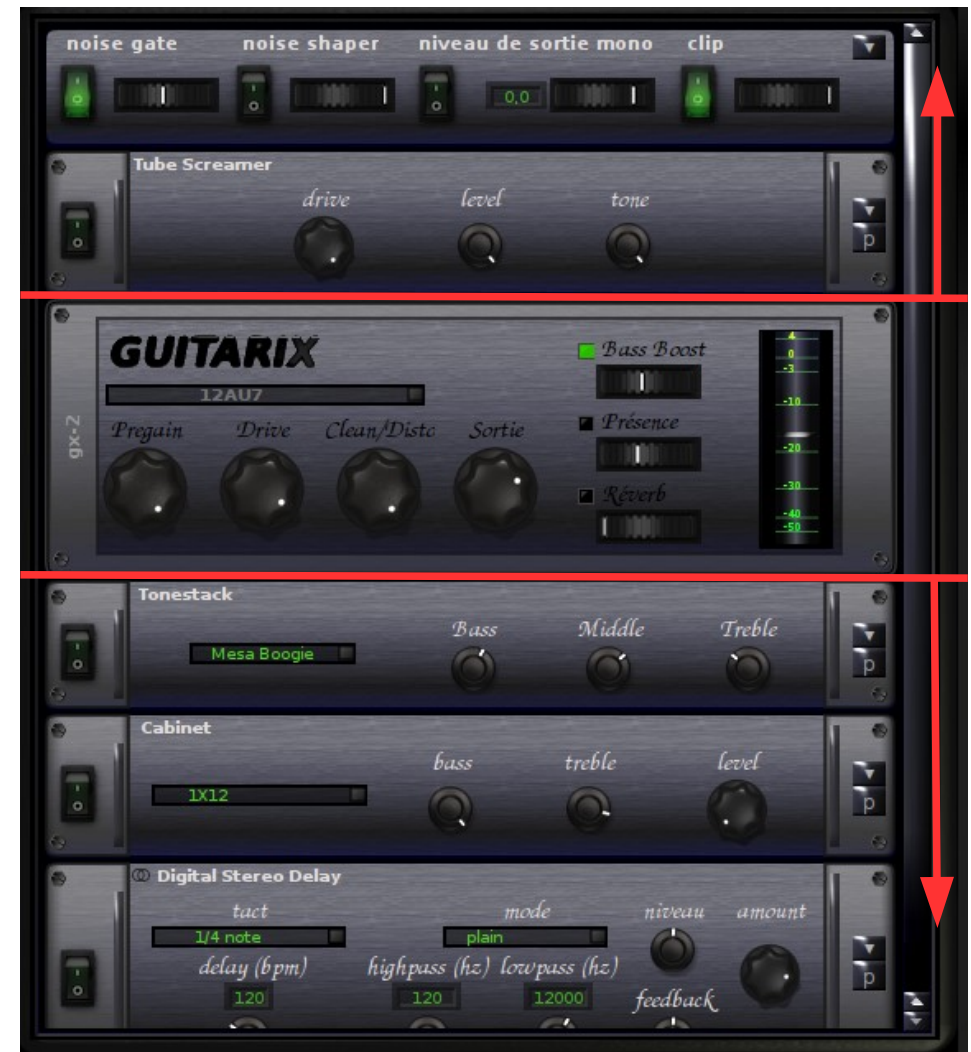 noise gate noise shaper niveau de sortie mono clip
0,0
Tube Screamer
drive level tone
p
GUITARIX
12AU7
gx-2
Pregain Drive Clean/Disto Sortie
Bass Boost
Présence
Réverb
4
0
-3
-10
-20
-30
-40
-50
Tonestack
Bass Middle Treble
Mesa Boogie
p
Cabinet
bass treble level
1X12
p
Digital Stereo Delay
tact mode niveau amount
1/4 note plain
delay (bpm) highpass (hz) lowpass (hz)
p
120 120 12000 feedback